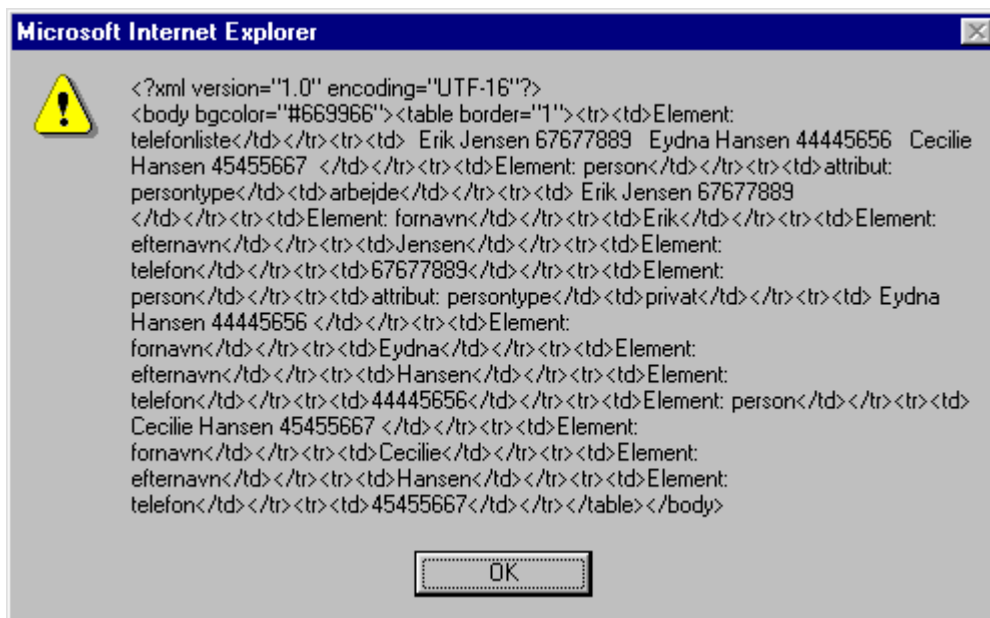 Microsoft Internet Explorer
<?xml version="1.0" encoding="UTF-16"?>
<body bgcolor="#669966"><table border="1"><tr><td>Element:
telefonliste</td></tr><tr><td>  Erik Jensen 67677889   Eydna Hansen 44445656   Cecilie
Hansen 45455667  </td></tr><tr><td>Element: person</td></tr><tr><td>attribut:
persontype</td><td>arbejde</td></tr><tr><td> Erik Jensen 67677889
</td></tr><tr><td>Element: fornavn</td></tr><tr><td>Erik</td></tr><tr><td>Element:
efternavn</td></tr><tr><td>Jensen</td></tr><tr><td>Element:
telefon</td></tr><tr><td>67677889</td></tr><tr><td>Element:
person</td></tr><tr><td>attribut: persontype</td><td>privat</td></tr><tr><td> Eydna
Hansen 44445656 </td></tr><tr><td>Element:
fornavn</td></tr><tr><td>Eydna</td></tr><tr><td>Element:
efternavn</td></tr><tr><td>Hansen</td></tr><tr><td>Element:
telefon</td></tr><tr><td>44445656</td></tr><tr><td>Element: person</td></tr><tr><td>
Cecilie Hansen 45455667 </td></tr><tr><td>Element:
fornavn</td></tr><tr><td>Cecilie</td></tr><tr><td>Element:
efternavn</td></tr><tr><td>Hansen</td></tr><tr><td>Element:
telefon</td></tr><tr><td>45455667</td></tr></table></body>
OK